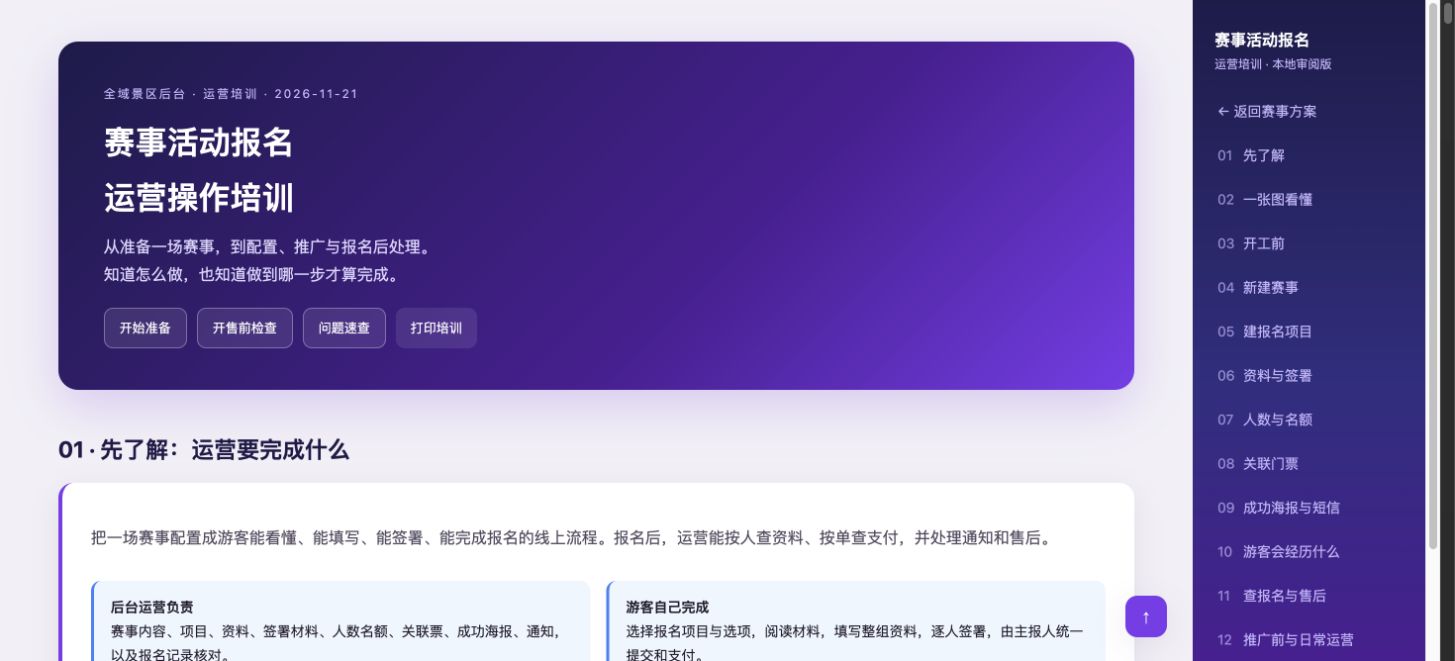 全域景区后台 · 运营培训 · 2026-11-21
赛事活动报名
运营操作培训
从准备一场赛事，到配置、推广与报名后处理。
知道怎么做，也知道做到哪一步才算完成。
开始准备
开售前检查
问题速查
打印培训
01 · 先了解：运营要完成什么
把一场赛事配置成游客能看懂、能填写、能签署、能完成报名的线上流程。报名后，运营能按人查资料、按单查支付，并处理通知和售后。
后台运营负责
赛事内容、项目、资料、签署材料、人数名额、关联票、成功海报、通知，
以及报名记录核对。
游客自己完成
选择报名项目与选项，阅读材料，填写整组资料，逐人签署，由主报人统一
提交和支付。
↑
赛事活动报名
运营培训 · 本地审阅版
← 返回赛事方案
01 先了解
02 一张图看懂
03 开工前
04 新建赛事
05 建报名项目
06 资料与签署
07 人数与名额
08 关联门票
09 成功海报与短信
10 游客会经历什么
11 查报名与售后
12 推广前与日常运营